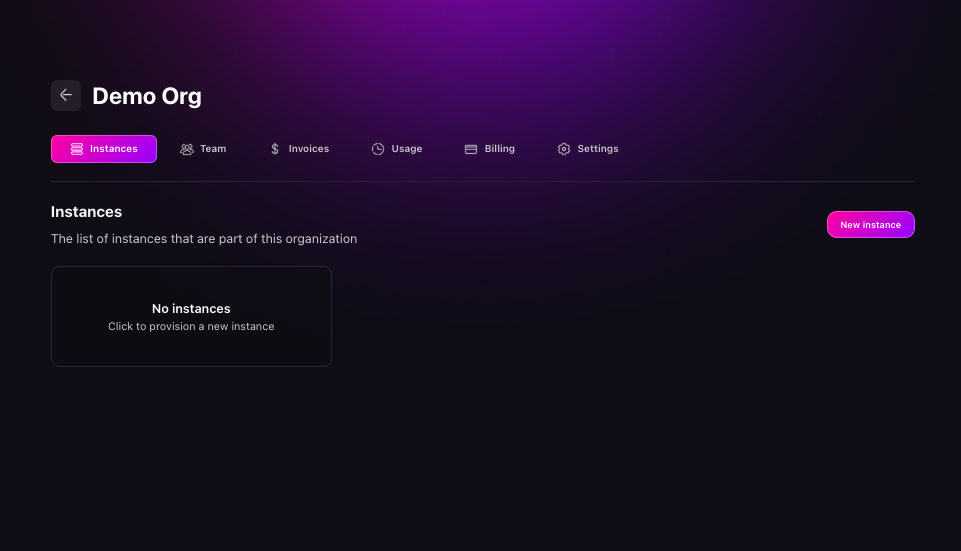 Demo Org
Instances
Team
Invoices
Usage
Billing
Settings
Instances
The list of instances that are part of this organization
New instance
No instances
Click to provision a new instance